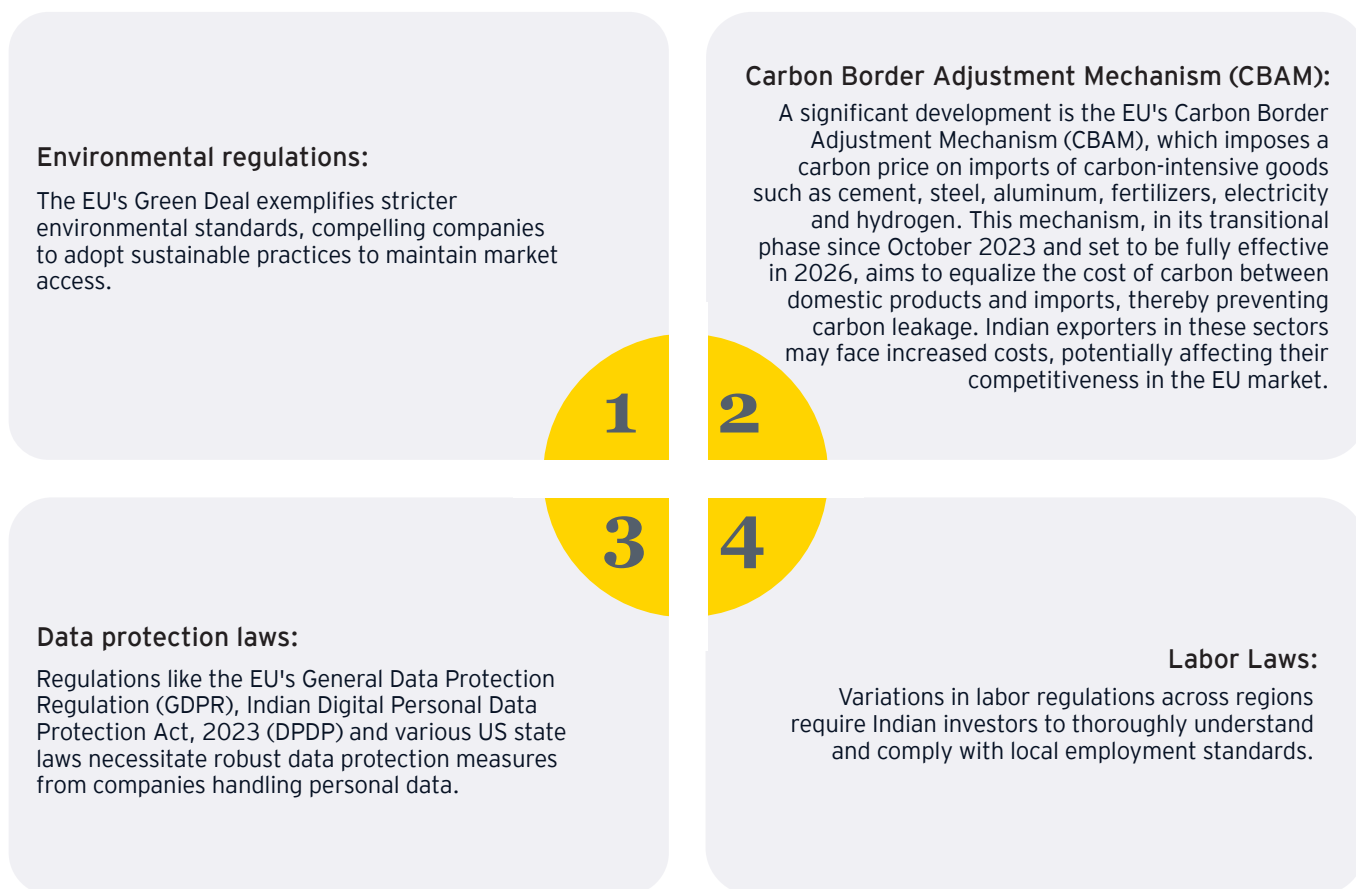 Environmental regulations:
The EU's Green Deal exemplifies stricter
environmental standards, compelling companies
to adopt sustainable practices to maintain market
access.
1
Carbon Border Adjustment Mechanism (CBAM):
A significant development is the EU's Carbon Border
Adjustment Mechanism (CBAM), which imposes a
carbon price on imports of carbon-intensive goods
such as cement, steel, aluminum, fertilizers, electricity
and hydrogen. This mechanism, in its transitional
phase since October 2023 and set to be fully effective
in 2026, aims to equalize the cost of carbon between
domestic products and imports, thereby preventing
carbon leakage. Indian exporters in these sectors
may face increased costs, potentially affecting their
competitiveness in the EU market.
2
3
Data protection laws:
Regulations like the EU's General Data Protection
Regulation (GDPR), Indian Digital Personal Data
Protection Act, 2023 (DPDP) and various US state
laws necessitate robust data protection measures
from companies handling personal data.
4
Labor Laws:
Variations in labor regulations across regions
require Indian investors to thoroughly understand
and comply with local employment standards.